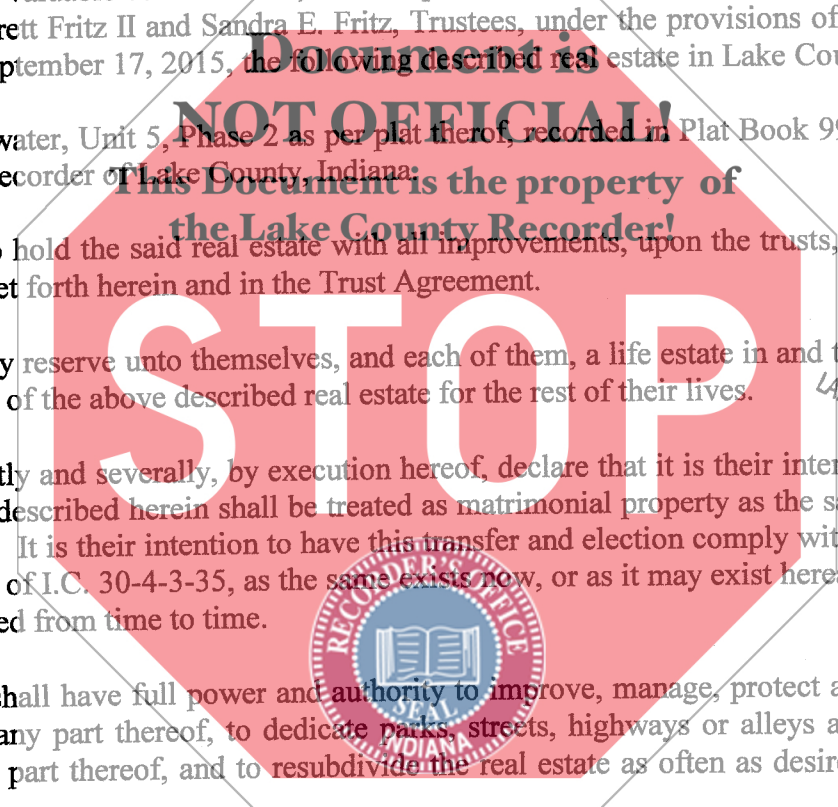 rett Fritz II and Sandra E. Fritz, Trustees, under the provisions of
Document is
ptember 17, 2015, the following described real estate in Lake Cou
NOT OFFICIAL!
water, Unit 5, Phase 2 as per plat therof, recorded in Plat Book 99
This Document is the property of
ecorder of Lake County, Indiana.
the Lake County Recorder!
hold the said real estate with all improvements, upon the trusts,
et forth herein and in the Trust Agreement.
STOP
y reserve unto themselves, and each of them, a life estate in and t
of the above described real estate for the rest of their lives.
LA
tly and severally, by execution hereof, declare that it is their inten
described herein shall be treated as matrimonial property as the sa
It is their intention to have this transfer and election comply wit
of I.C. 30-4-3-35, as the same exists now, or as it may exist herea
ed from time to time.
RECORDER'S OFFICE
SEAL
INDIANA
hall have full power and authority to improve, manage, protect a
any part thereof, to dedicate parks, streets, highways or alleys a
part thereof, and to resubdivide the real estate as often as desire